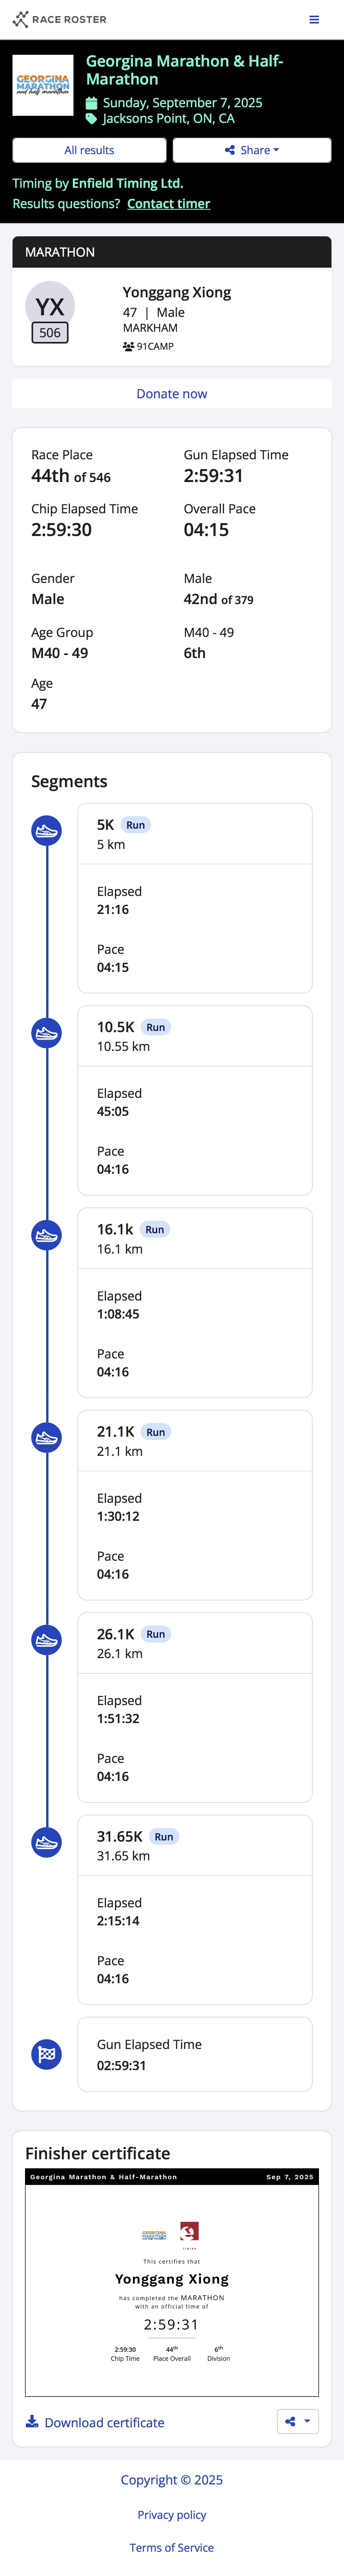 RACE ROSTER
GEORGINA
MARATHON
and half marathon
Georgina Marathon & Half-
Marathon
Sunday, September 7, 2025
Jacksons Point, ON, CA
All results
Share
Timing by Enfield Timing Ltd.
Results questions? Contact timer
MARATHON
YX
506
Yonggang Xiong
47 | Male
MARKHAM
91CAMP
Donate now
Race Place
44th of 546
Gun Elapsed Time
2:59:31
Chip Elapsed Time
2:59:30
Overall Pace
04:15
Gender
Male
Male
42nd of 379
Age Group
M40 - 49
M40 - 49
6th
Age
47
Segments
5K Run
5 km
Elapsed
21:16
Pace
04:15
10.5K Run
10.55 km
Elapsed
45:05
Pace
04:16
16.1k Run
16.1 km
Elapsed
1:08:45
Pace
04:16
21.1K Run
21.1 km
Elapsed
1:30:12
Pace
04:16
26.1K Run
26.1 km
Elapsed
1:51:32
Pace
04:16
31.65K Run
31.65 km
Elapsed
2:15:14
Pace
04:16
Gun Elapsed Time
02:59:31
Finisher certificate
Georgina Marathon & Half-Marathon Sep 7, 2025
GEORGINA
MARATHON
TIMING
This certifies that
Yonggang Xiong
has completed the MARATHON
with an official time of
2:59:31
2:59:30 44th 6th
Chip Time Place Overall Division
Download certificate
Copyright © 2025
Privacy policy
Terms of Service